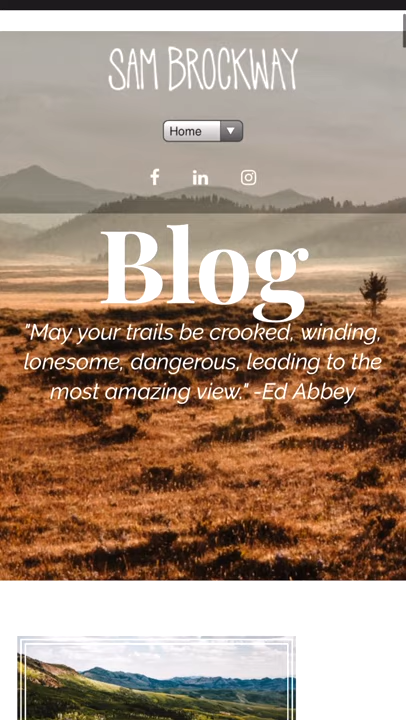 SAM BROCKWAY
Home
Blog
"May your trails be crooked, winding,
lonesome, dangerous, leading to the
most amazing view." -Ed Abbey